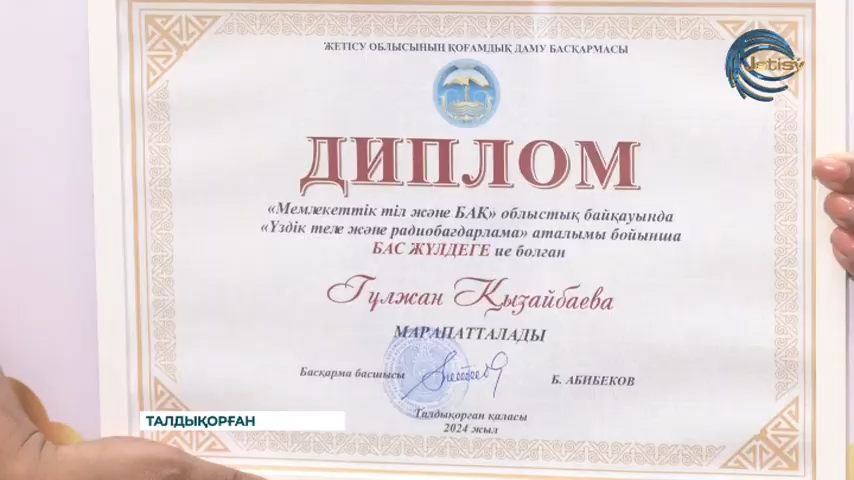 ЖЕТІСУ ОБЛЫСЫНЫҢ ҚОҒАМДЫҚ ДАМУ БАСҚАРМАСЫ
Jetisý
ДИПЛОМ
«Мемлекеттік тіл және БАҚ» облыстық байқауында
«Үздік теле және радиобағдарлама» аталымы бойынша
БАС ЖҮЛДЕГЕ ие болған
Гүлжан Қызайбаева
МАРАПАТТАЛАДЫ
Басқарма басшысы
Б. АБИБЕКОВ
Талдықорған қаласы
2024 жыл
ТАЛДЫҚОРҒАН